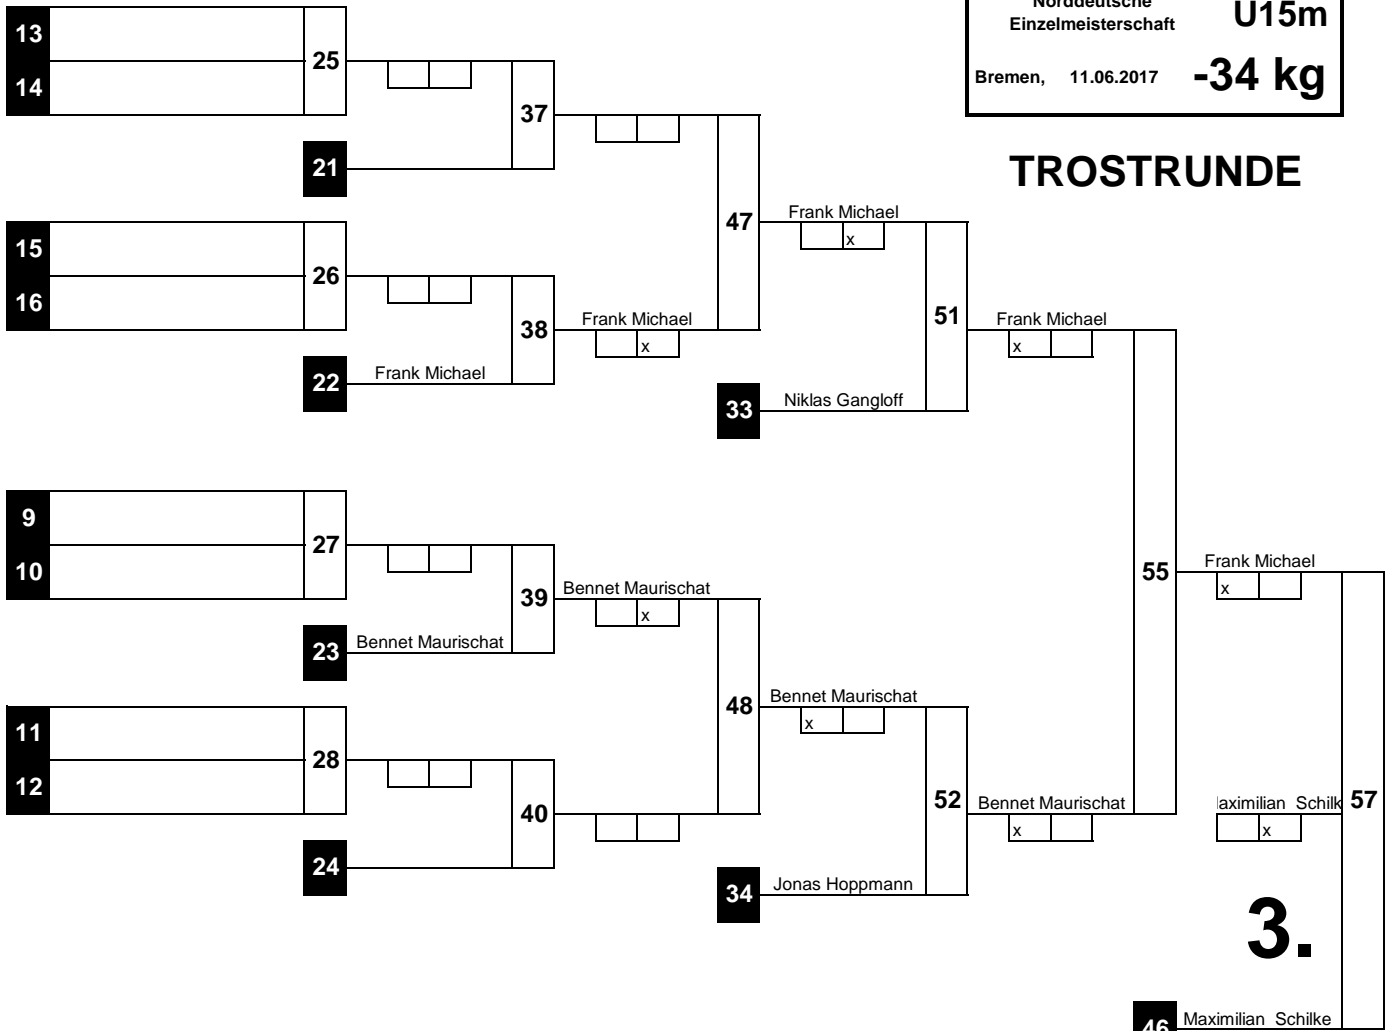 Norddeutsche
Einzelmeisterschaft
U15m
Bremen, 11.06.2017
-34 kg
TROSTRUNDE
13
14
25
21
37
15
16
26
22
Frank Michael
38
Frank Michael
x
47
Frank Michael
x
33
Niklas Gangloff
51
Frank Michael
x
9
10
27
23
Bennet Maurischat
39
Bennet Maurischat
x
11
12
28
24
40
48
Bennet Maurischat
x
34
Jonas Hoppmann
52
Bennet Maurischat
x
55
Frank Michael
x
aximilian Schilk
x
57
3.
46
Maximilian Schilke